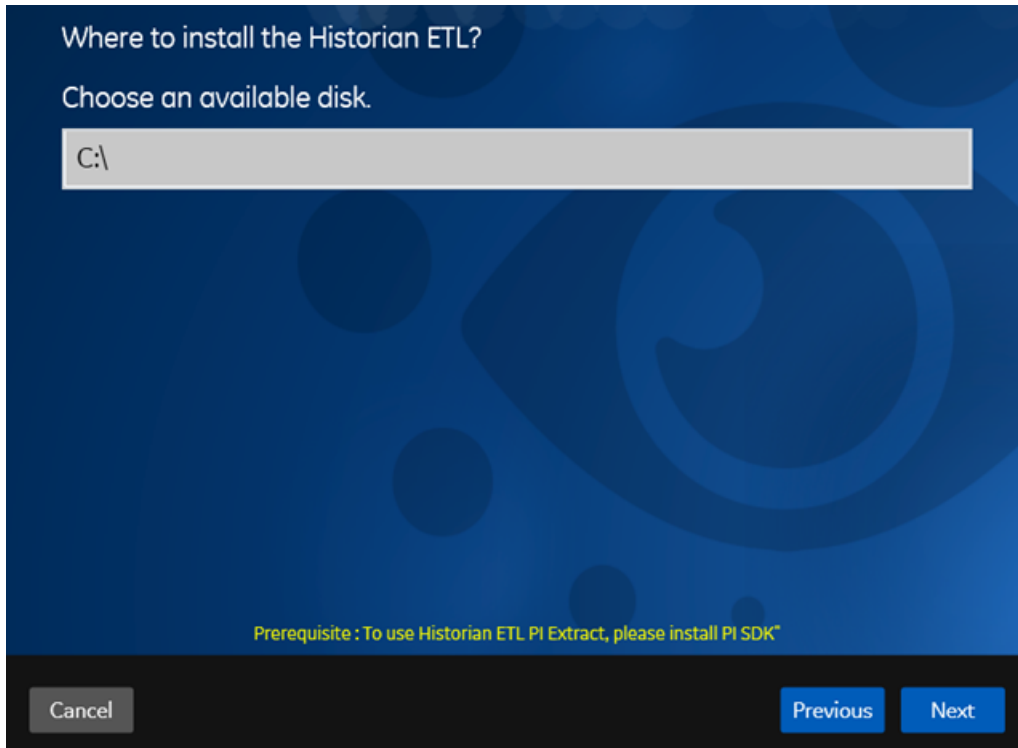 Where to install the Historian ETL?
Choose an available disk.
C:\
Prerequisite : To use Historian ETL PI Extract, please install PI SDK"
Cancel
Previous
Next